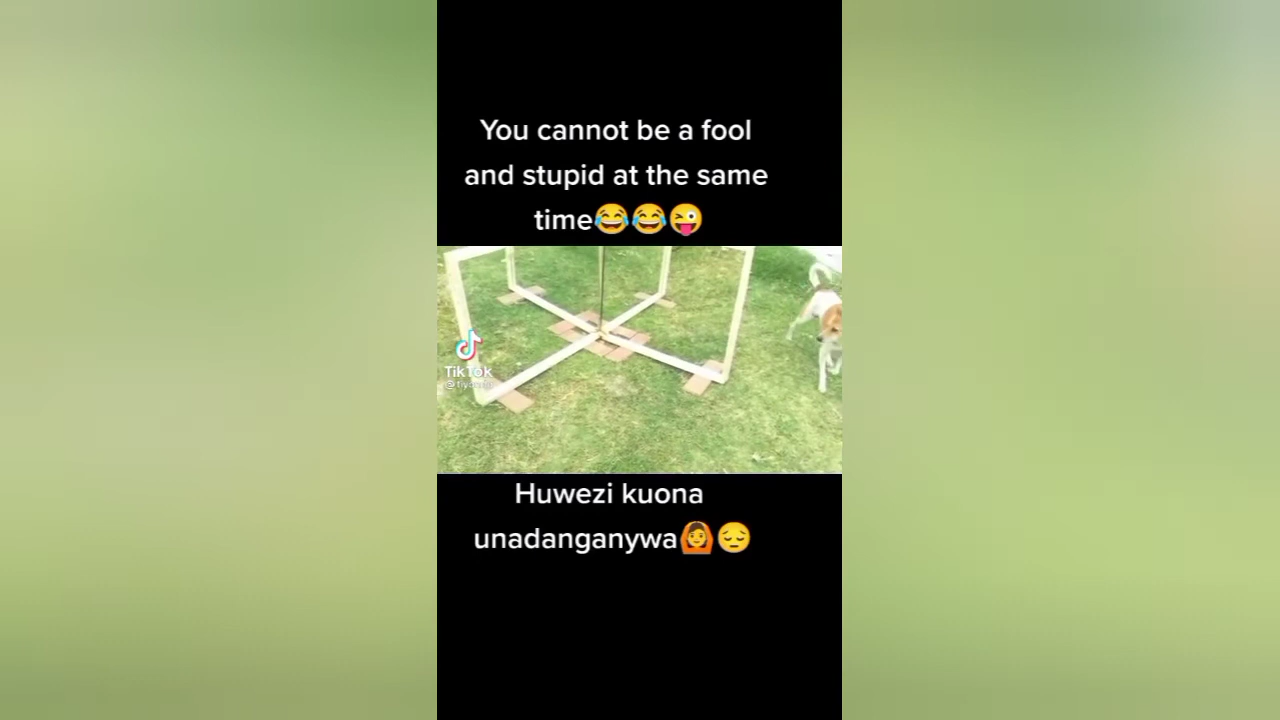 You cannot be a fool
and stupid at the same
time😂😂😜
TikTok
Huwezi kuona
unadanganywa🙆😔